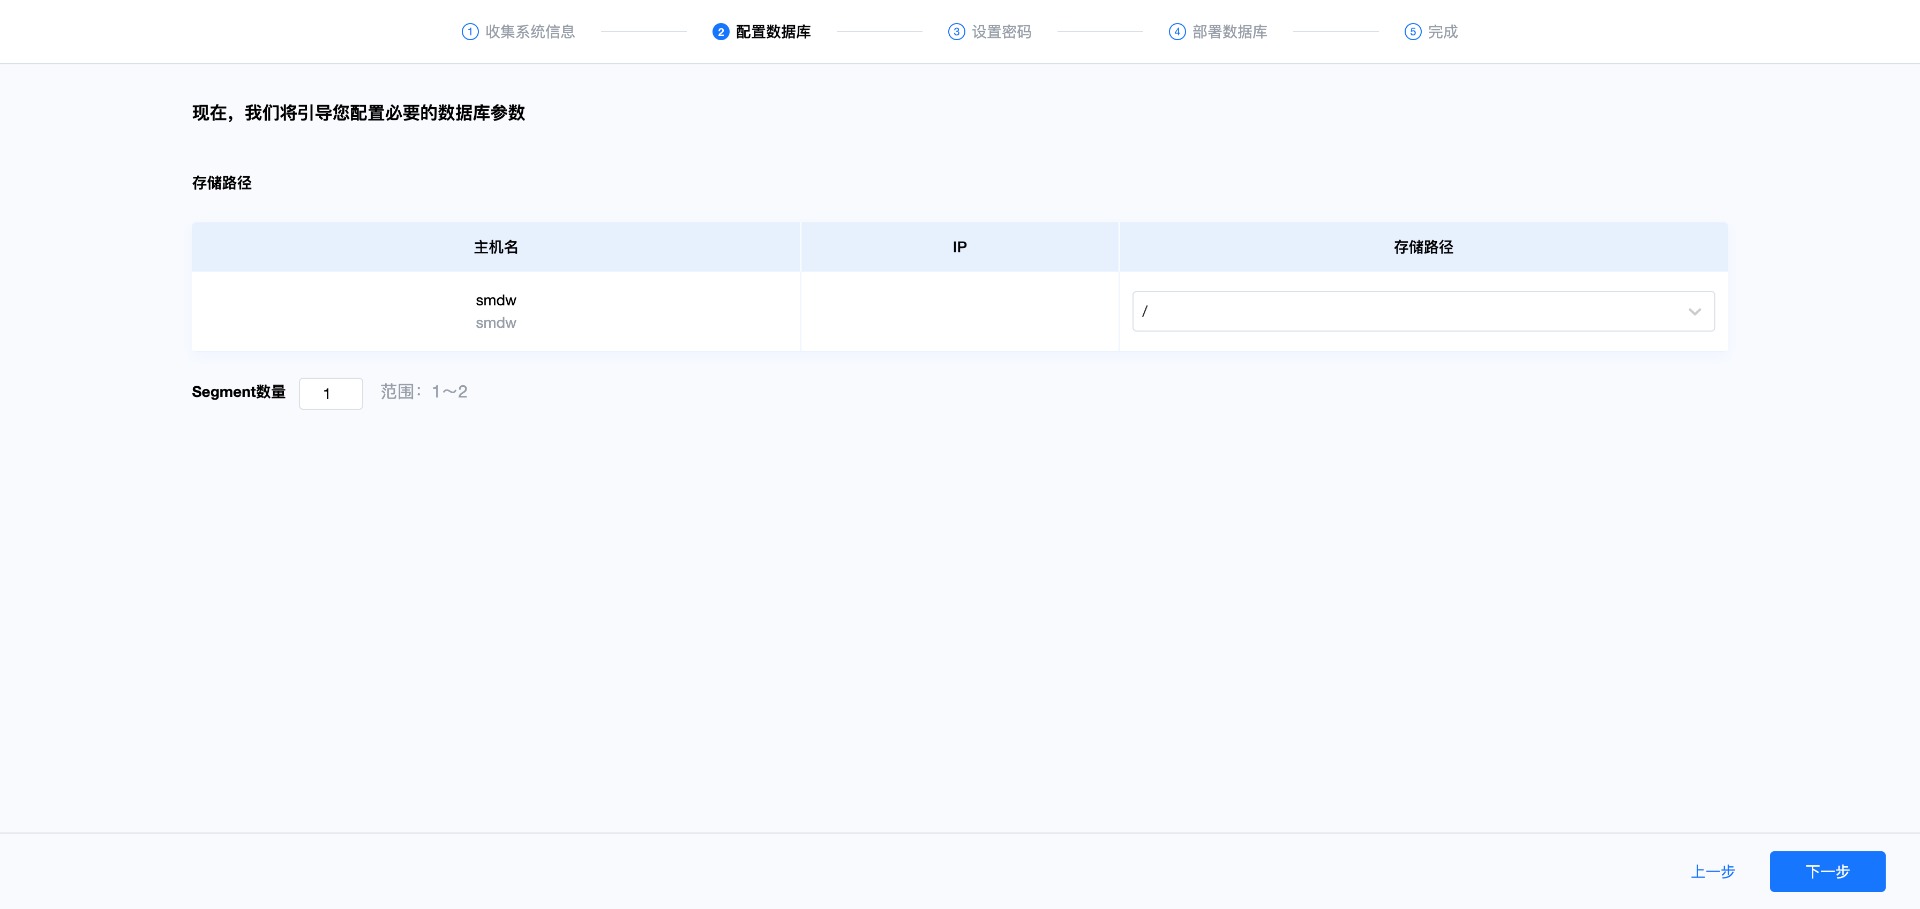 1 收集系统信息 2 配置数据库 3 设置密码 4 部署数据库 5 完成
现在，我们将引导您配置必要的数据库参数
存储路径
主机名 IP 存储路径
smdw
smdw
/
Segment数量 1 范围：1～2
上一步 下一步